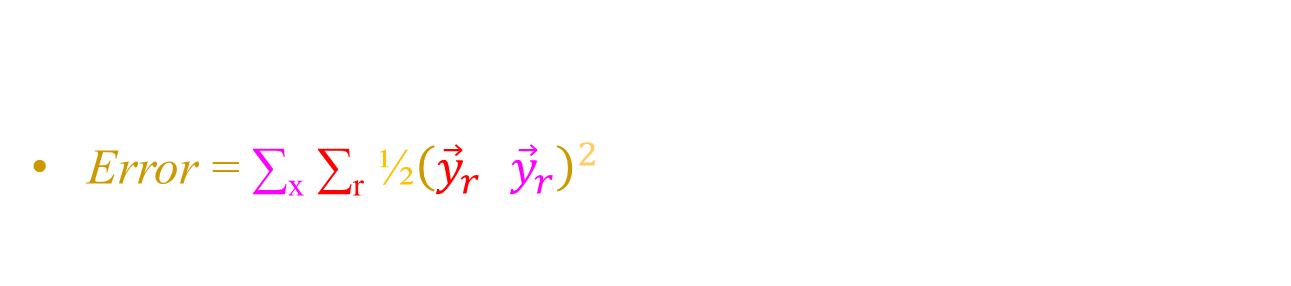 • Error = ∑x ∑r ½(y⃗r y⃗r)²